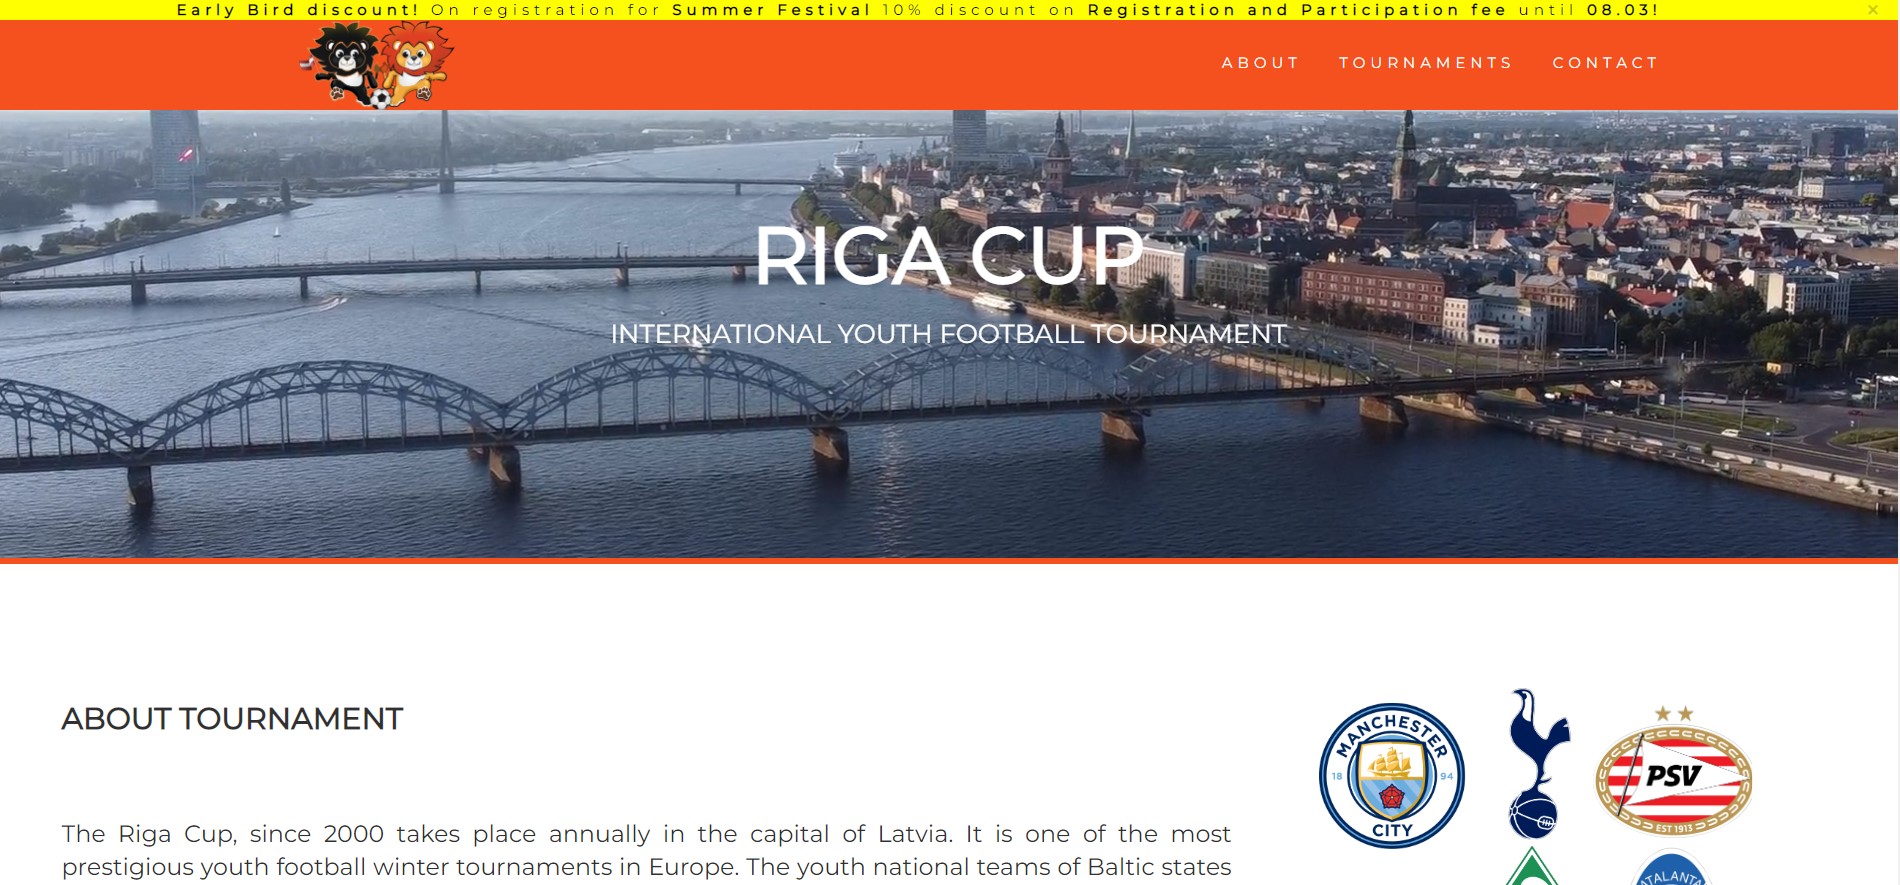 Early Bird discount! On registration for Summer Festival 10% discount on Registration and Participation fee until 08.03!
×
ABOUT TOURNAMENTS CONTACT
RIGA CUP
INTERNATIONAL YOUTH FOOTBALL TOURNAMENT
ABOUT TOURNAMENT
The Riga Cup, since 2000 takes place annually in the capital of Latvia. It is one of the most
prestigious youth football winter tournaments in Europe. The youth national teams of Baltic states
MANCHESTER
18 94
CITY
PSV
EST 1913
ATALANTA